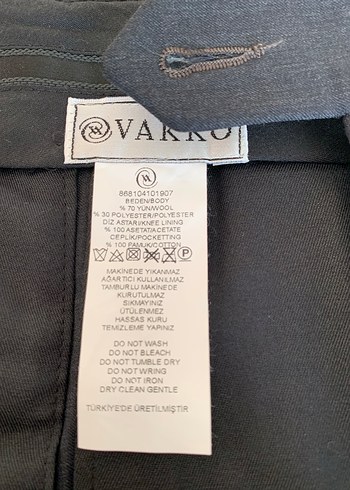 VAKKO
868104101907
BEDEN/BODY
% 70 YÜN/WOOL
% 30 POLYESTER/POLYESTER
DİZ ASTARI/KNEE LINING
% 100 ASETAT/ACETATE
CEPLİK/POCKETTING
% 100 PAMUK/COTTON
P
MAKİNEDE YIKANMAZ
AĞARTICI KULLANILMAZ
TAMBURLU MAKİNEDE
KURUTULMAZ
SIKMAYINIZ
ÜTÜLENMEZ
HASSAS KURU
TEMİZLEME YAPINIZ
DO NOT WASH
DO NOT BLEACH
DO NOT TUMBLE DRY
DO NOT WRING
DO NOT IRON
DRY CLEAN GENTLE
TÜRKİYE'DE ÜRETİLMİŞTİR